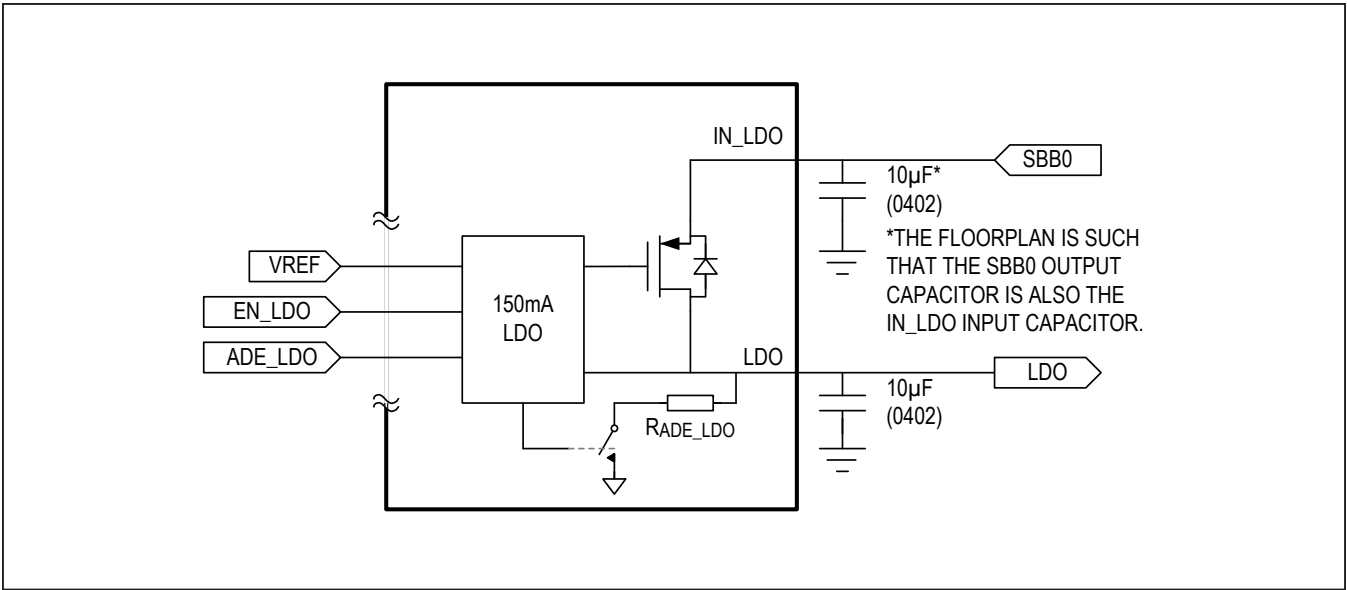 IN_LDO
SBB0
10µF*
(0402)
*THE FLOORPLAN IS SUCH
THAT THE SBB0 OUTPUT
CAPACITOR IS ALSO THE
IN_LDO INPUT CAPACITOR.
VREF
EN_LDO
ADE_LDO
150mA
LDO
LDO
LDO
10µF
(0402)
RADE_LDO